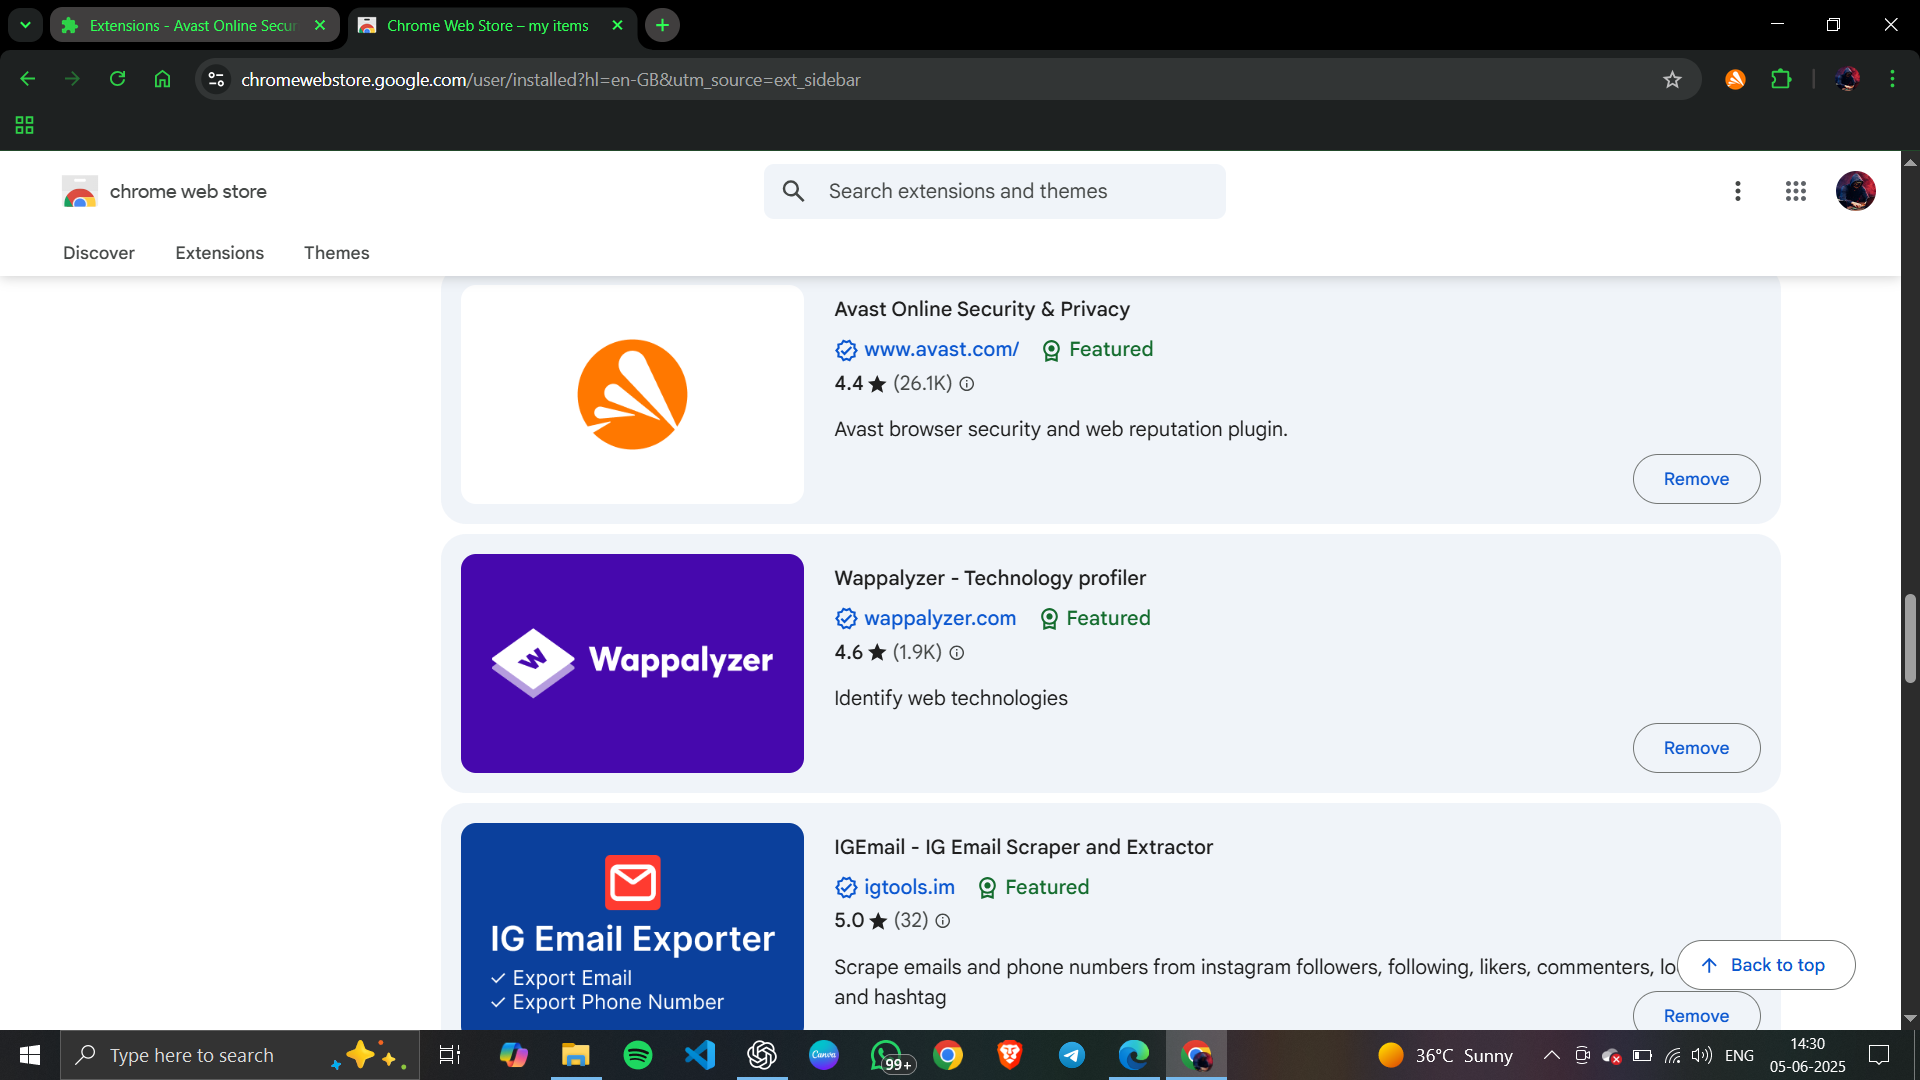 Extensions - Avast Online Secur
Chrome Web Store – my items
chromewebstore.google.com/user/installed?hl=en-GB&utm_source=ext_sidebar
chrome web store
Search extensions and themes
Discover
Extensions
Themes
Avast Online Security & Privacy
www.avast.com/
Featured
4.4 ★ (26.1K)
Avast browser security and web reputation plugin.
Remove
Wappalyzer
Wappalyzer - Technology profiler
wappalyzer.com
Featured
4.6 ★ (1.9K)
Identify web technologies
Remove
IG Email Exporter
✓ Export Email
✓ Export Phone Number
IGEmail - IG Email Scraper and Extractor
igtools.im
Featured
5.0 ★ (32)
Scrape emails and phone numbers from instagram followers, following, likers, commenters, lo
and hashtag
Back to top
Remove
Type here to search
Canva
99+
36°C Sunny
ENG
14:30
05-06-2025